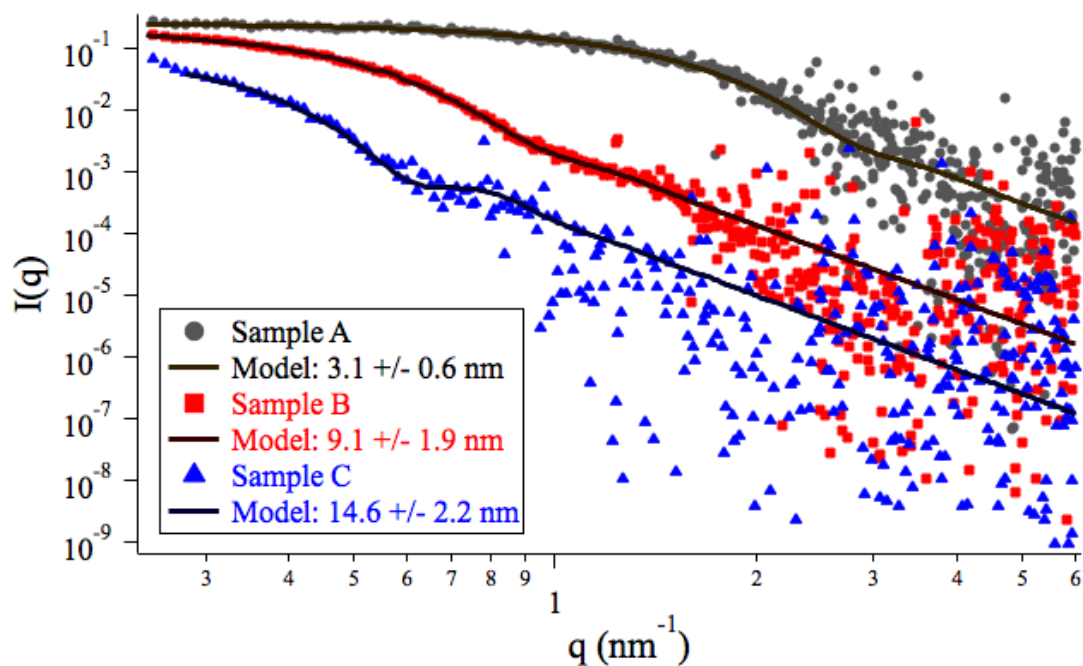 I(q)
10⁻¹
10⁻²
10⁻³
10⁻⁴
10⁻⁵
10⁻⁶
10⁻⁷
10⁻⁸
10⁻⁹
Sample A
Model: 3.1 +/- 0.6 nm
Sample B
Model: 9.1 +/- 1.9 nm
Sample C
Model: 14.6 +/- 2.2 nm
3 4 5 6 7 8 9 1 2 3 4 5 6
q (nm⁻¹)